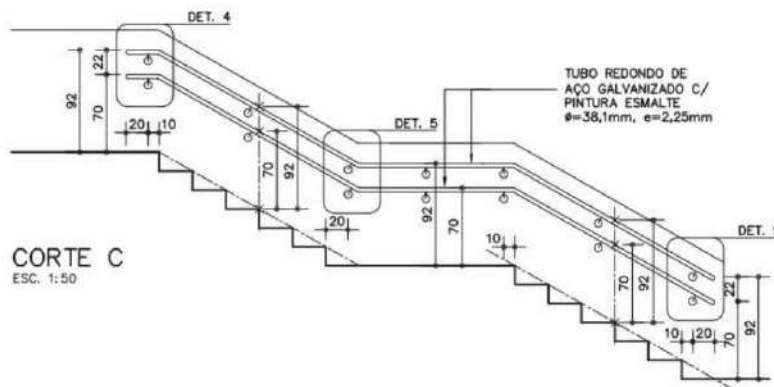 DET. 4
TUBO REDONDO DE
AÇO GALVANIZADO C/
PINTURA ESMALTE
ø=38,1mm, e=2,25mm
DET. 5
22
92
70
20
10
70
92
20
92
70
10
DET.
70
92
22
92
70
10
20
CORTE C
ESC. 1:50